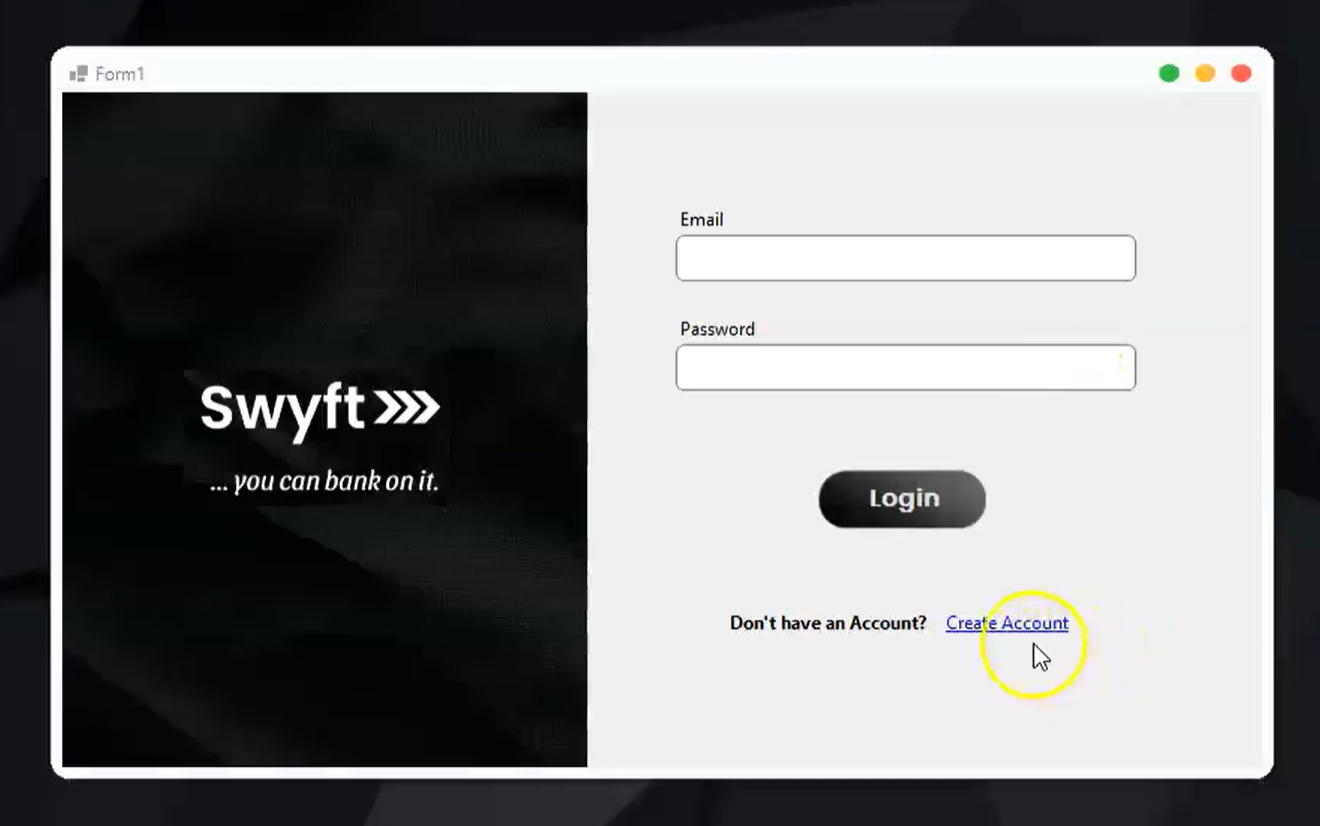 Form1
Swyft
... you can bank on it.
Email
Password
Login
Don't have an Account? Create Account